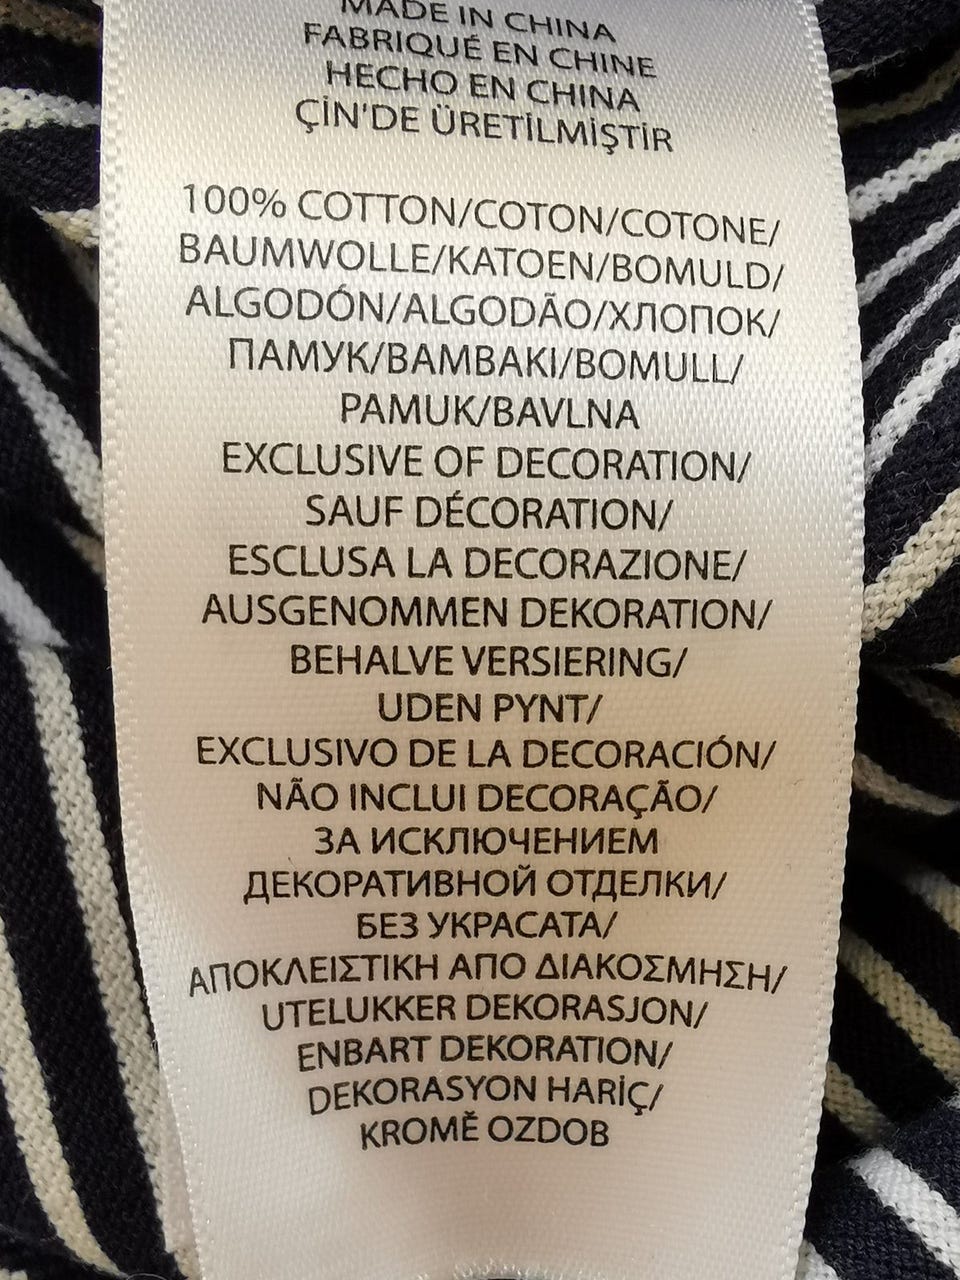 MADE IN CHINA
FABRIQUÉ EN CHINE
HECHO EN CHINA
ÇİN'DE ÜRETİLMİŞTİR
100% COTTON/COTON/COTONE/
BAUMWOLLE/KATOEN/BOMULD/
ALGODÓN/ALGODÃO/ХЛОПОК/
ПАМУК/BAMBAKI/BOMULL/
PAMUK/BAVLNA
EXCLUSIVE OF DECORATION/
SAUF DÉCORATION/
ESCLUSA LA DECORAZIONE/
AUSGENOMMEN DEKORATION/
BEHALVE VERSIERING/
UDEN PYNT/
EXCLUSIVO DE LA DECORACIÓN/
NÃO INCLUI DECORAÇÃO/
ЗА ИСКЛЮЧЕНИЕМ
ДЕКОРАТИВНОЙ ОТДЕЛКИ/
БЕЗ УКРАСАТА/
ΑΠΟΚΛΕΙΣΤΙΚΗ ΑΠΟ ΔΙΑΚΟΣΜΗΣΗ/
UTELUKKER DEKORASJON/
ENBART DEKORATION/
DEKORASYON HARİÇ/
KROMĚ OZDOB